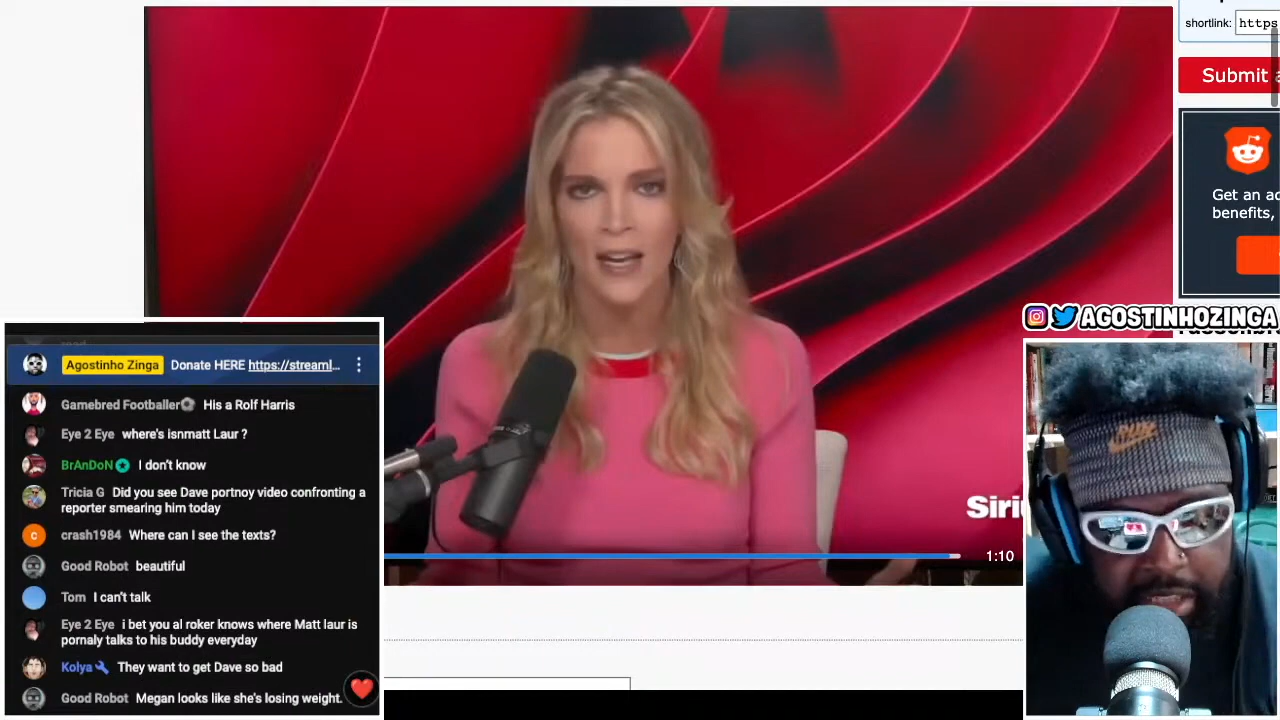 shortlink: https
Submit a
Get an ad
benefits,
Siri
1:10
AGOSTINHOZINGA
Agostinho Zinga Donate HERE https://streaml...
Gamebred Footballer His a Rolf Harris
Eye 2 Eye where's isnmatt Laur ?
BrAnDoN I don't know
Tricia G Did you see Dave portnoy video confronting a
reporter smearing him today
c crash1984 Where can I see the texts?
Good Robot beautiful
Tom I can't talk
Eye 2 Eye i bet you al roker knows where Matt laur is
pornaly talks to his buddy everyday
Kolya They want to get Dave so bad
Good Robot Megan looks like she's losing weight.